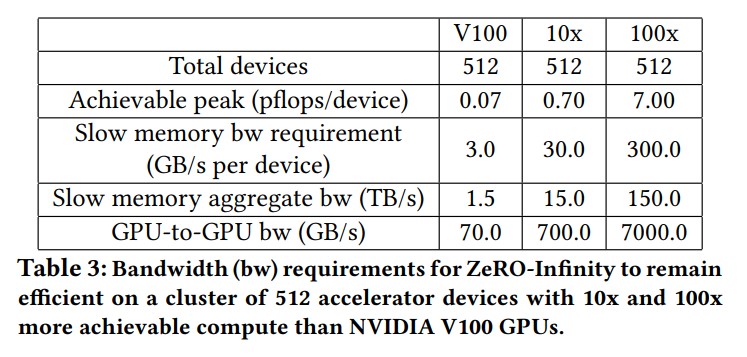 V100 10x 100x
Total devices 512 512 512
Achievable peak (pflops/device) 0.07 0.70 7.00
Slow memory bw requirement
(GB/s per device) 3.0 30.0 300.0
Slow memory aggregate bw (TB/s) 1.5 15.0 150.0
GPU-to-GPU bw (GB/s) 70.0 700.0 7000.0
Table 3: Bandwidth (bw) requirements for ZeRO-Infinity to remain
efficient on a cluster of 512 accelerator devices with 10x and 100x
more achievable compute than NVIDIA V100 GPUs.